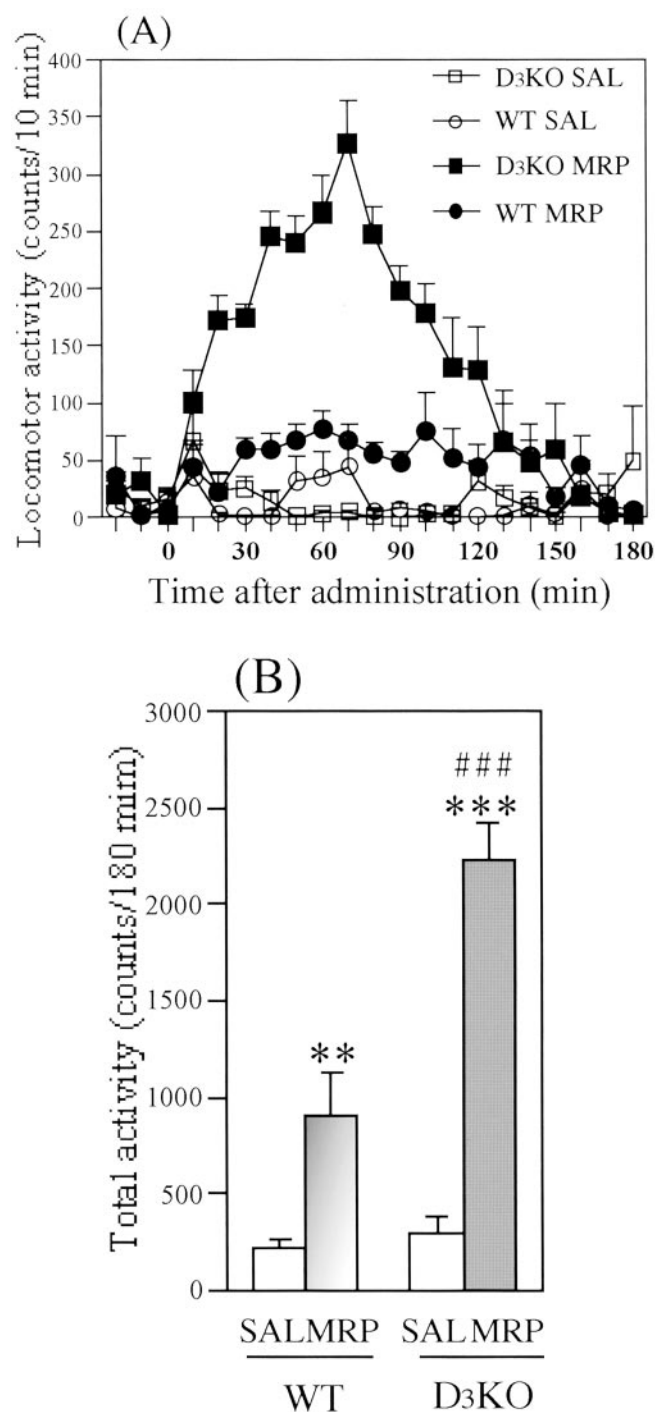 (A)
Locomotor activity (counts/10 min)
400
350
300
250
200
150
100
50
0
D3KO SAL
WT SAL
D3KO MRP
WT MRP
0 30 60 90 120 150 180
Time after administration (min)
(B)
Total activity (counts/180 mim)
3000
2500
2000
1500
1000
500
0
**
###
***
SAL MRP SAL MRP
WT D3KO